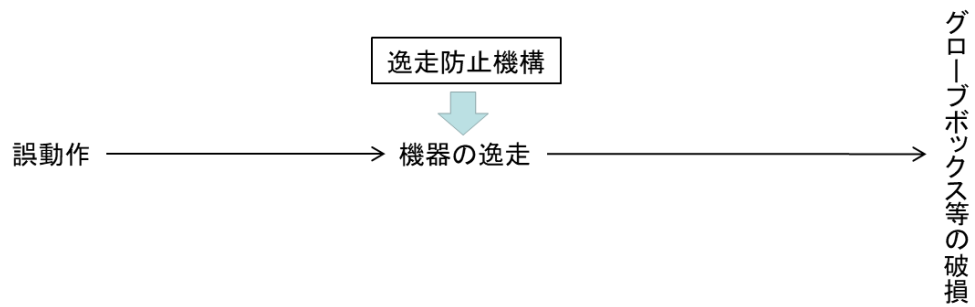 逸走防止機構
誤動作
機器の逸走
グローブボックス等の破損